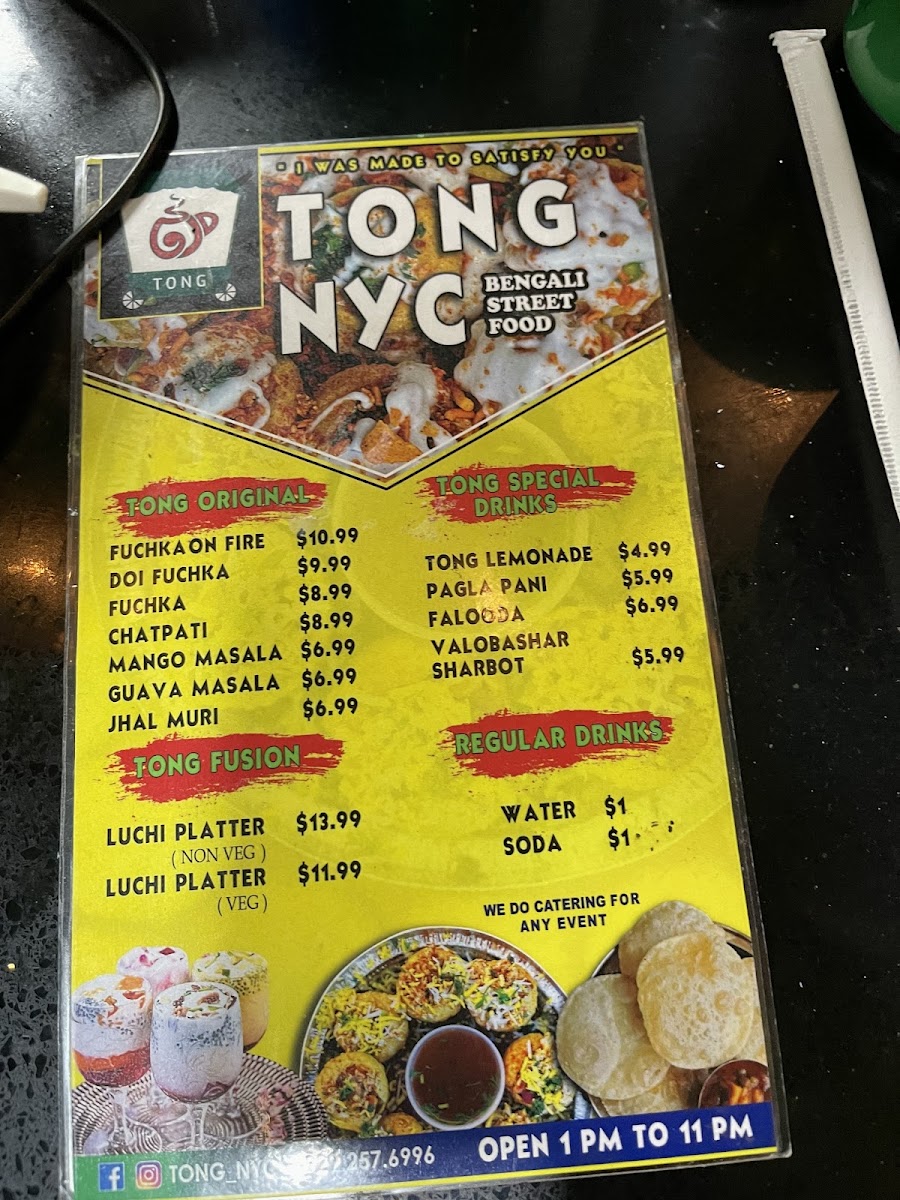 " I WAS MADE TO SATISFY YOU "
TONG
TONG
NYC
BENGALI
STREET
FOOD
TONG ORIGINAL
FUCHKAON FIRE $10.99
DOI FUCHKA $9.99
FUCHKA $8.99
CHATPATI $8.99
MANGO MASALA $6.99
GUAVA MASALA $6.99
JHAL MURI $6.99
TONG FUSION
LUCHI PLATTER $13.99
( NON VEG )
LUCHI PLATTER $11.99
( VEG )
TONG SPECIAL
DRINKS
TONG LEMONADE $4.99
PAGLA PANI $5.99
FALOODA $6.99
VALOBASHAR
SHARBOT $5.99
REGULAR DRINKS
WATER $1
SODA $1
WE DO CATERING FOR
ANY EVENT
TONG_NYC 257.6996
OPEN 1 PM TO 11 PM